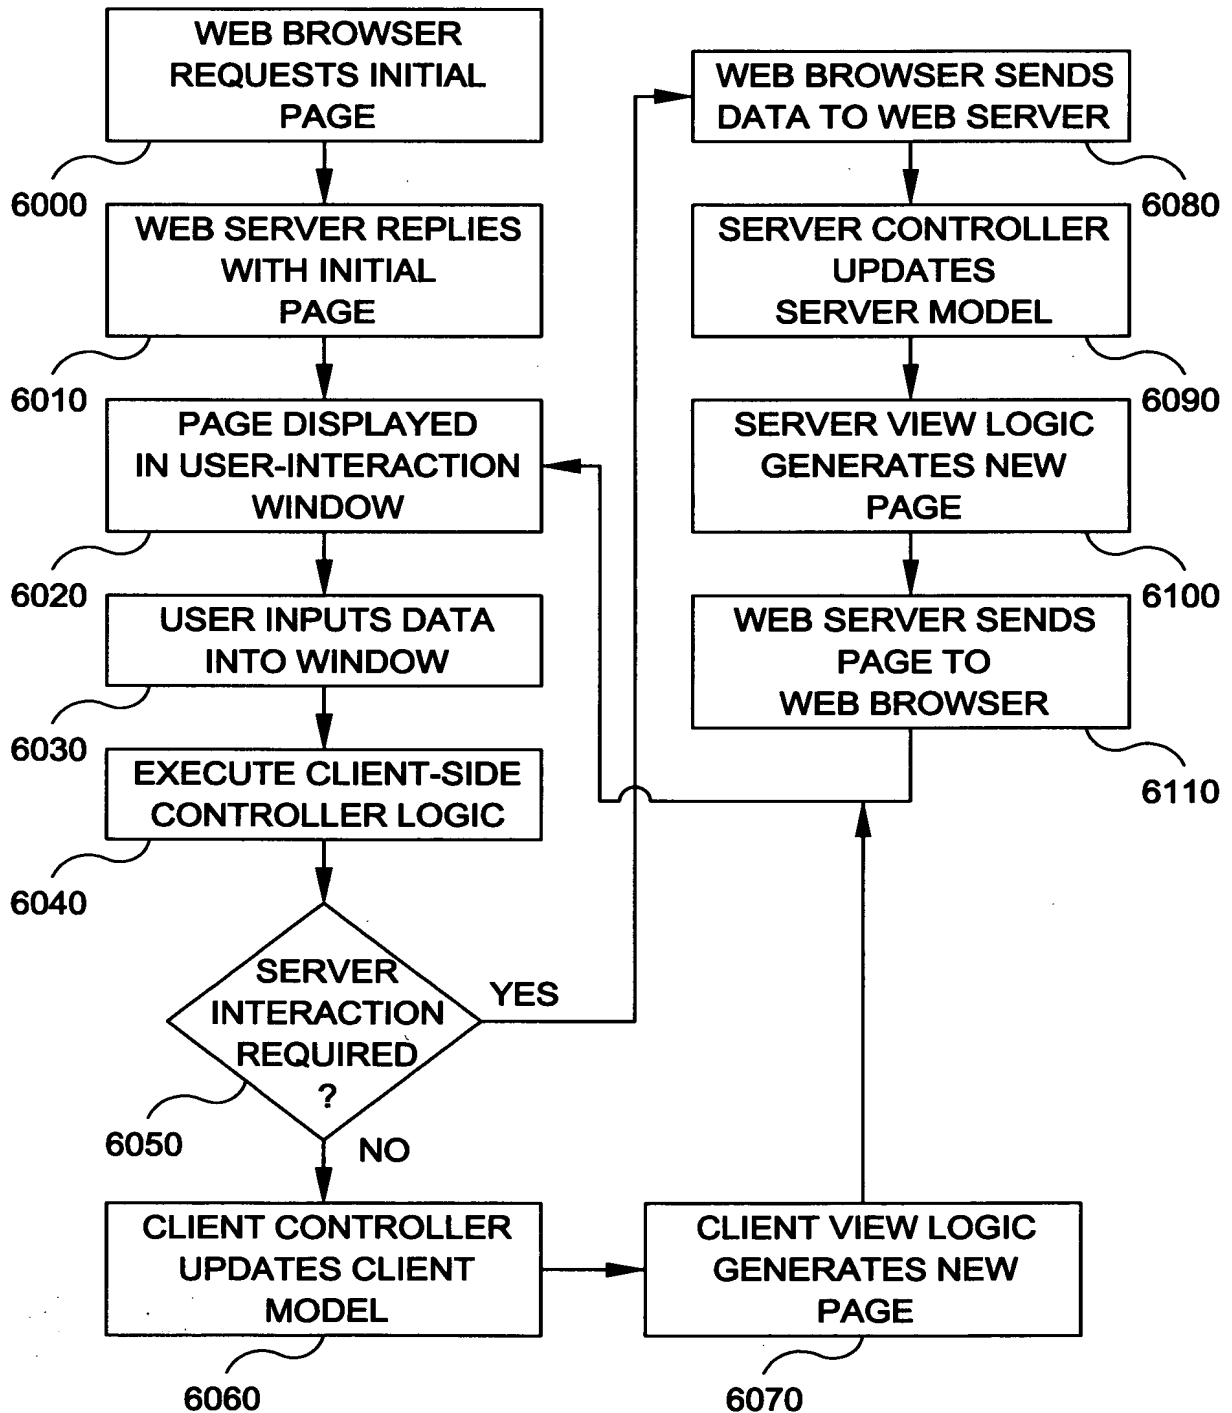 WEB BROWSER
REQUESTS INITIAL
PAGE
6000
WEB SERVER REPLIES
WITH INITIAL
PAGE
6010
PAGE DISPLAYED
IN USER-INTERACTION
WINDOW
6020
USER INPUTS DATA
INTO WINDOW
6030
EXECUTE CLIENT-SIDE
CONTROLLER LOGIC
6040
SERVER
INTERACTION
REQUIRED
?
6050
YES
NO
CLIENT CONTROLLER
UPDATES CLIENT
MODEL
6060
CLIENT VIEW LOGIC
GENERATES NEW
PAGE
6070
WEB BROWSER SENDS
DATA TO WEB SERVER
6080
SERVER CONTROLLER
UPDATES
SERVER MODEL
6090
SERVER VIEW LOGIC
GENERATES NEW
PAGE
6100
WEB SERVER SENDS
PAGE TO
WEB BROWSER
6110